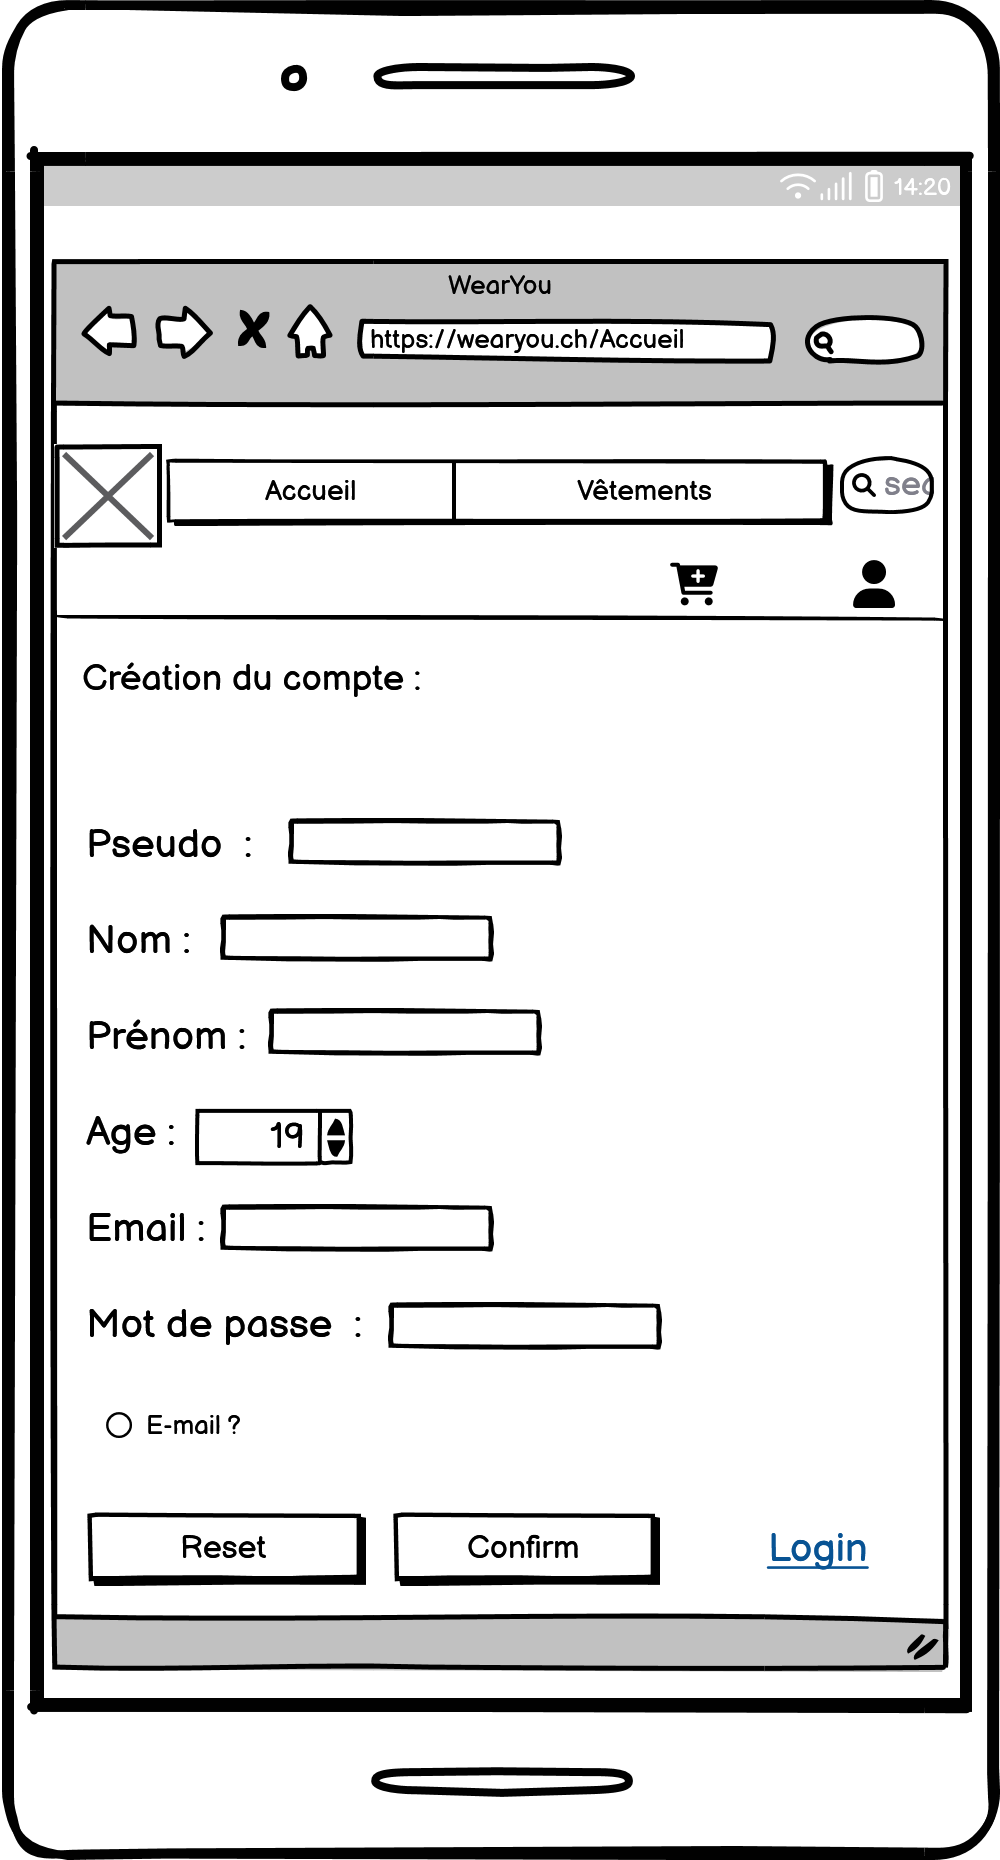 14:20
WearYou
https://wearyou.ch/Accueil
Accueil
Vêtements
sea
Création du compte :
Pseudo :
Nom :
Prénom :
Age : 19
Email :
Mot de passe :
E-mail ?
Reset
Confirm
Login